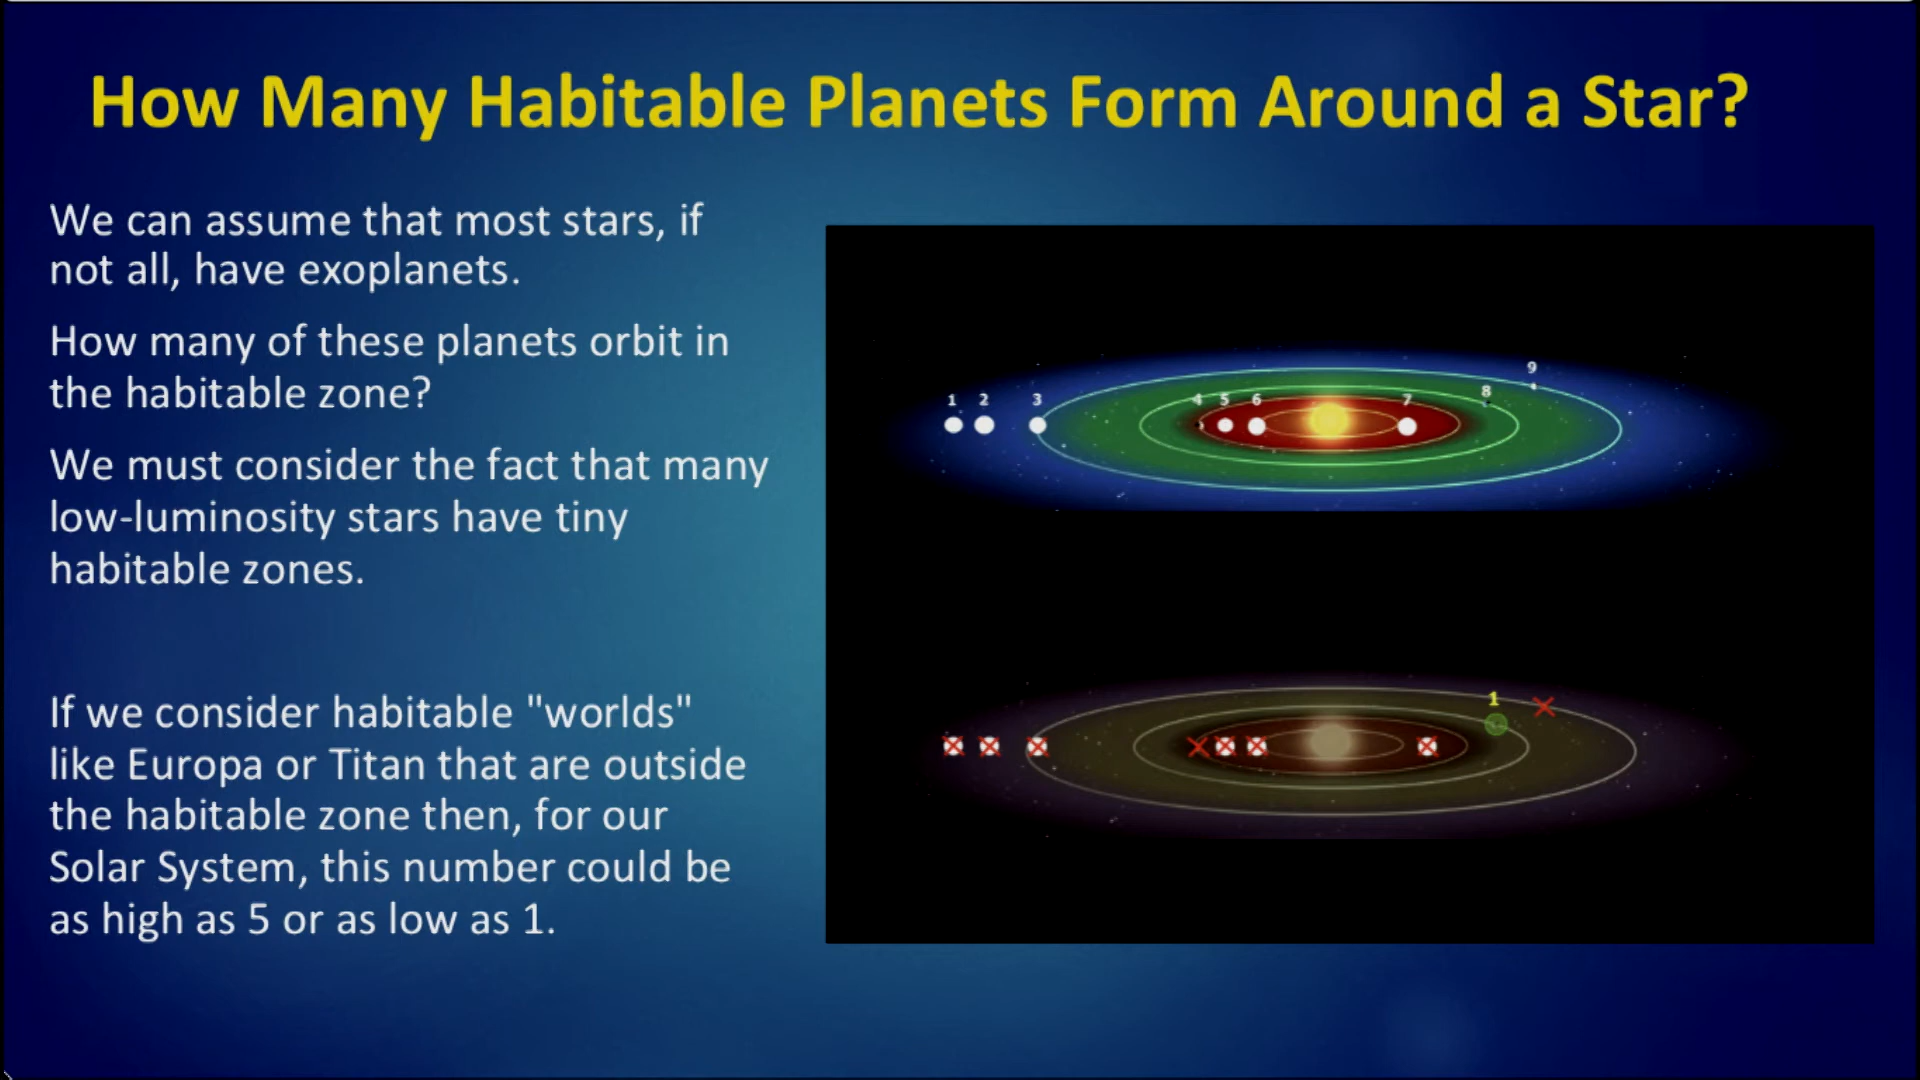 How Many Habitable Planets Form Around a Star?
We can assume that most stars, if
not all, have exoplanets.
How many of these planets orbit in
the habitable zone?
We must consider the fact that many
low-luminosity stars have tiny
habitable zones.
If we consider habitable "worlds"
like Europa or Titan that are outside
the habitable zone then, for our
Solar System, this number could be
as high as 5 or as low as 1.
9
8
1 2 3 4 5 6 7
1